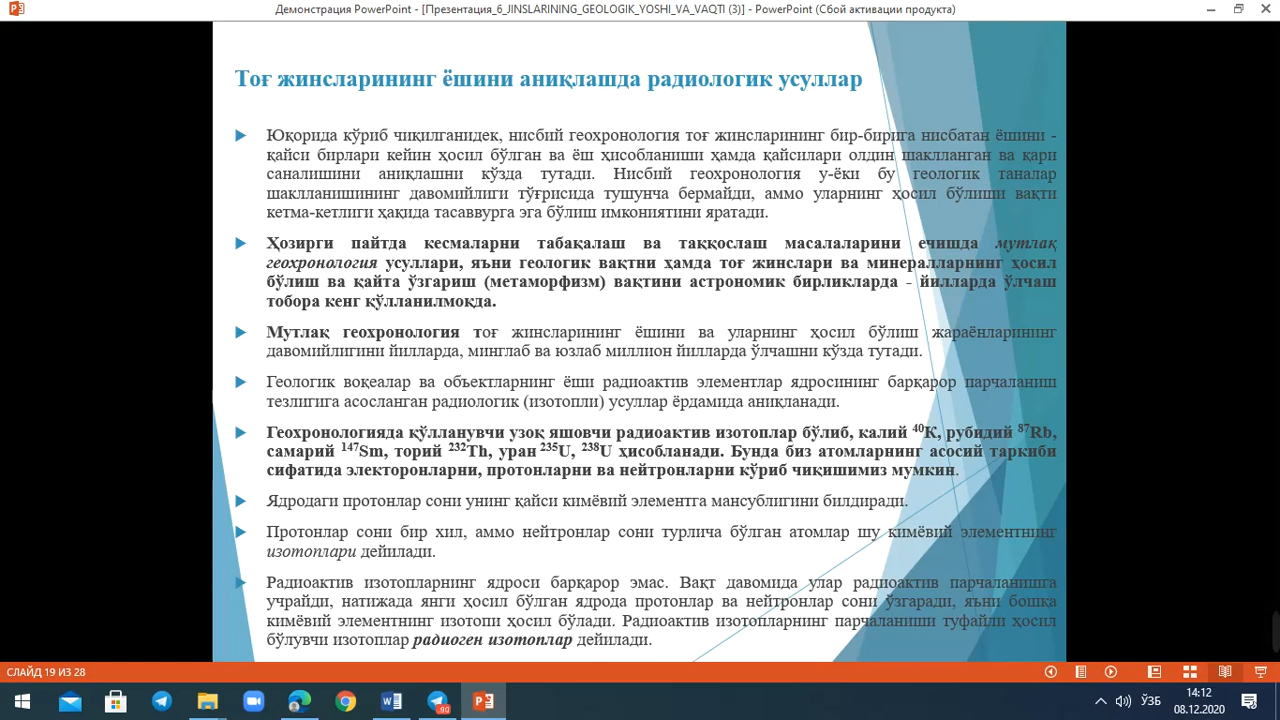 Демонстрация PowerPoint - [Презентация_6_JINSLARINING_GEOLOGIK_YOSHI_VA_VAQTI (3)] - PowerPoint (Сбой активации продукта)
Тоғ жинсларининг ёшини аниқлашда радиологик усуллар
Юқорида кўриб чиқилганидек, нисбий геохронология тоғ жинсларининг бир-бирига нисбатан ёшини -
қайси бирлари кейин ҳосил бўлган ва ёш ҳисобланиши ҳамда қайсилари олдин шаклланган ва қари
саналишини аниқлашни кўзда тутади. Нисбий геохронология у-ёки бу геологик таналар
шаклланишининг давомийлиги тўғрисида тушунча бермайди, аммо уларнинг ҳосил бўлиши вақти
кетма-кетлиги ҳақида тасаввурга эга бўлиш имкониятини яратади.
Ҳозирги пайтда кесмаларни табақалаш ва таққослаш масалаларини ечишда мутлақ
геохронология усуллари, яъни геологик вақтни ҳамда тоғ жинслари ва минералларнинг ҳосил
бўлиш ва қайта ўзгариш (метаморфизм) вақтини астрономик бирликларда - йилларда ўлчаш
тобора кенг қўлланилмоқда.
Мутлақ геохронология тоғ жинсларининг ёшини ва уларнинг ҳосил бўлиш жараёнларининг
давомийлигини йилларда, минглаб ва юзлаб миллион йилларда ўлчашни кўзда тутади.
Геологик воқеалар ва объектларнинг ёши радиоактив элементлар ядросининг барқарор парчаланиш
тезлигига асосланган радиологик (изотопли) усуллар ёрдамида аниқланади.
Геохронологияда қўлланувчи узоқ яшовчи радиоактив изотоплар бўлиб, калий ⁴⁰K, рубидий ⁸⁷Rb,
самарий ¹⁴⁷Sm, торий ²³²Th, уран ²³⁵U, ²³⁸U ҳисобланади. Бунда биз атомларнинг асосий таркиби
сифатида электоронларни, протонларни ва нейтронларни кўриб чиқишимиз мумкин.
Ядродаги протонлар сони унинг қайси кимёвий элементга мансублигини билдиради.
Протонлар сони бир хил, аммо нейтронлар сони турлича бўлган атомлар шу кимёвий элементнинг
изотоплари дейилади.
Радиоактив изотопларнинг ядроси барқарор эмас. Вақт давомида улар радиоактив парчаланишга
учрайди, натижада янги ҳосил бўлган ядрода протонлар ва нейтронлар сони ўзгаради, яъни бошқа
кимёвий элементнинг изотопи ҳосил бўлади. Радиоактив изотопларнинг парчаланиши туфайли ҳосил
бўлувчи изотоплар радиоген изотоплар дейилади.
СЛАЙД 19 ИЗ 28
90
ЎЗБ
14:12
08.12.2020